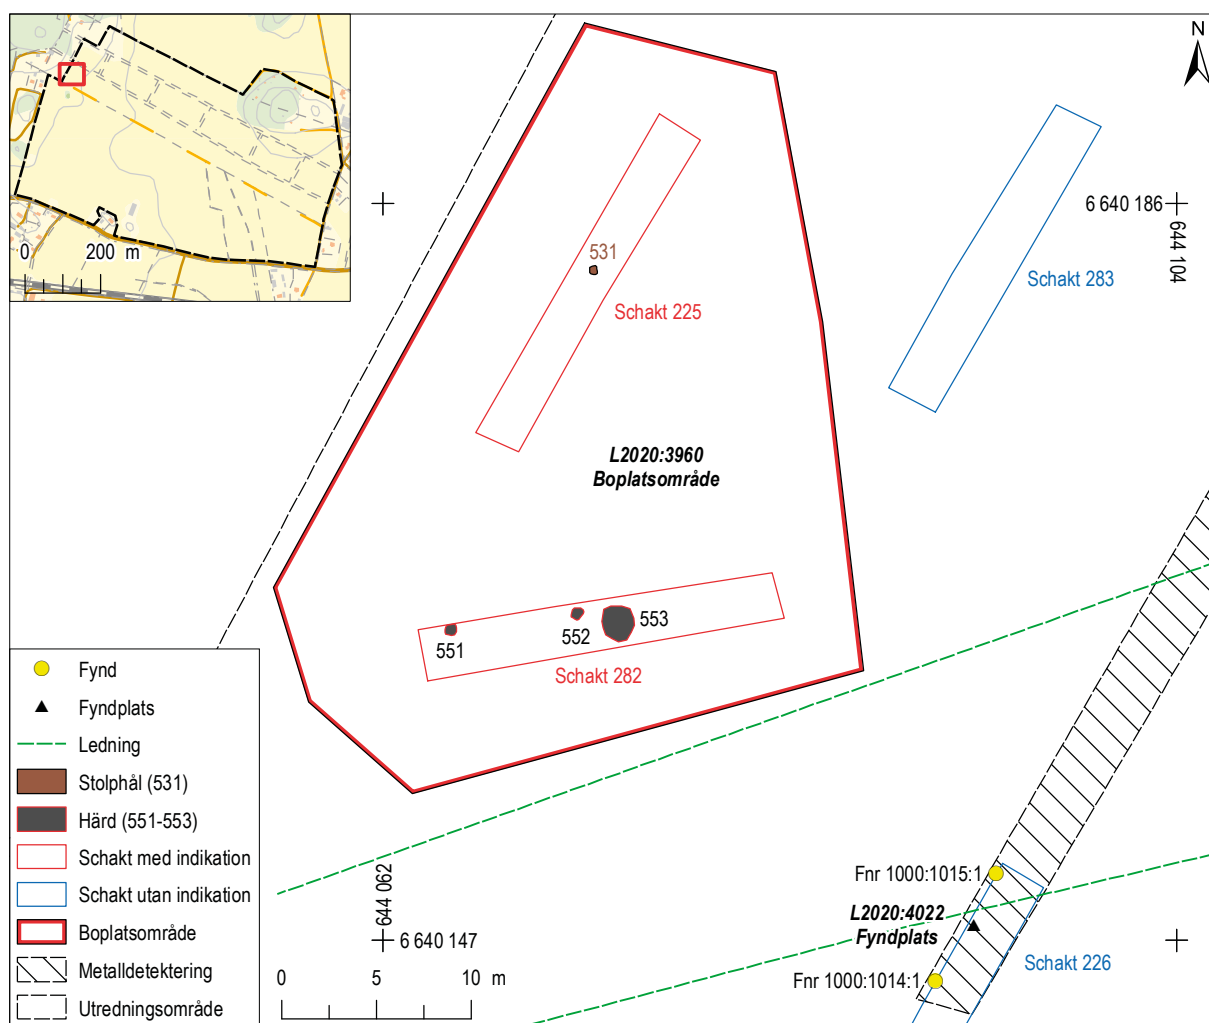 0 200 m
N
6 640 186
644 104
531
Schakt 225
Schakt 283
L2020:3960
Boplatsområde
551
552
553
Schakt 282
Fynd
Fyndplats
Ledning
Stolphål (531)
Härd (551-553)
Schakt med indikation
Schakt utan indikation
Boplatsområde
Metalldetektering
Utredningsområde
644 062
6 640 147
0 5 10 m
Fnr 1000:1015:1
L2020:4022
Fyndplats
Schakt 226
Fnr 1000:1014:1